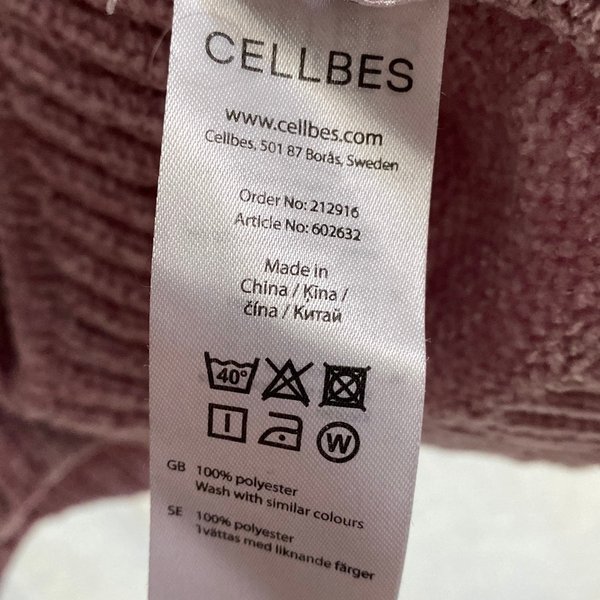 CELLBES
www.cellbes.com
Cellbes, 501 87 Borås, Sweden
Order No: 212916
Article No: 602632
Made in
China / Ķīna /
čína / Китай
40°
W
GB 100% polyester
Wash with similar colours
SE 100% polyester
Tvättas med liknande färger